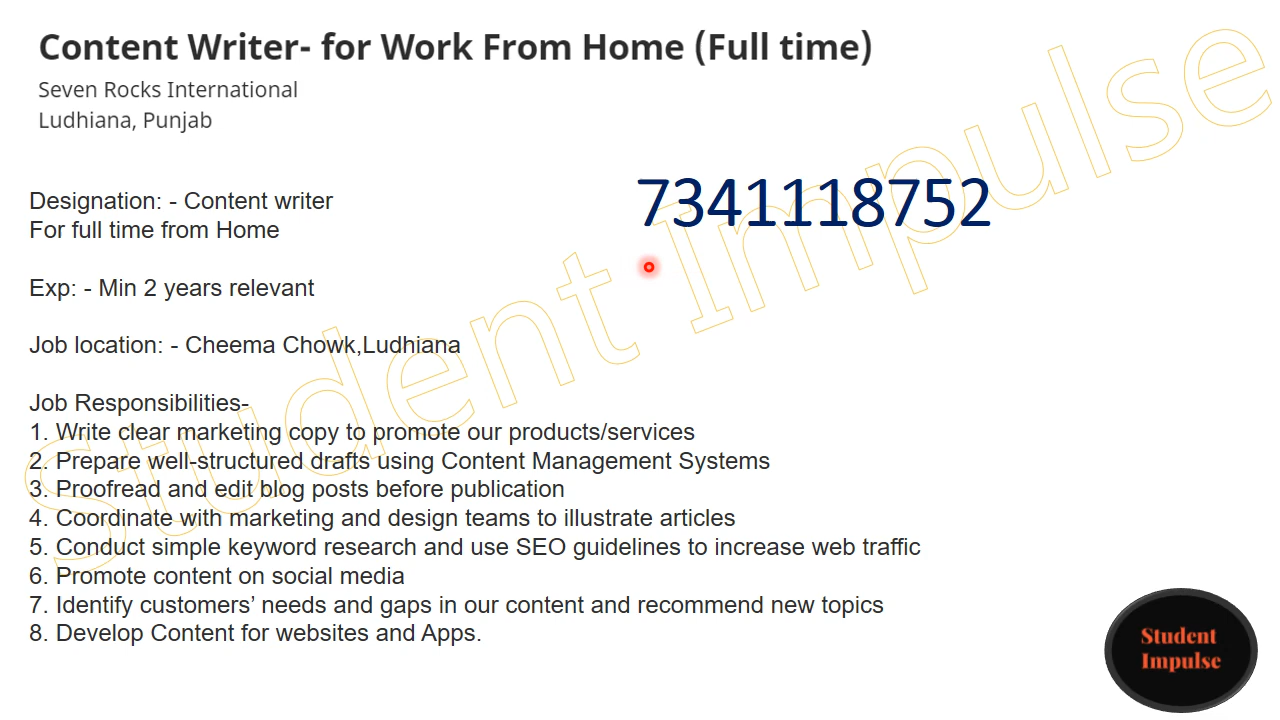 Content Writer- for Work From Home (Full time)
Seven Rocks International
Ludhiana, Punjab
7341118752
Designation: - Content writer
For full time from Home
Exp: - Min 2 years relevant
Job location: - Cheema Chowk,Ludhiana
Job Responsibilities-
1. Write clear marketing copy to promote our products/services
2. Prepare well-structured drafts using Content Management Systems
3. Proofread and edit blog posts before publication
4. Coordinate with marketing and design teams to illustrate articles
5. Conduct simple keyword research and use SEO guidelines to increase web traffic
6. Promote content on social media
7. Identify customers’ needs and gaps in our content and recommend new topics
8. Develop Content for websites and Apps.
Student Impulse
Student
Impulse